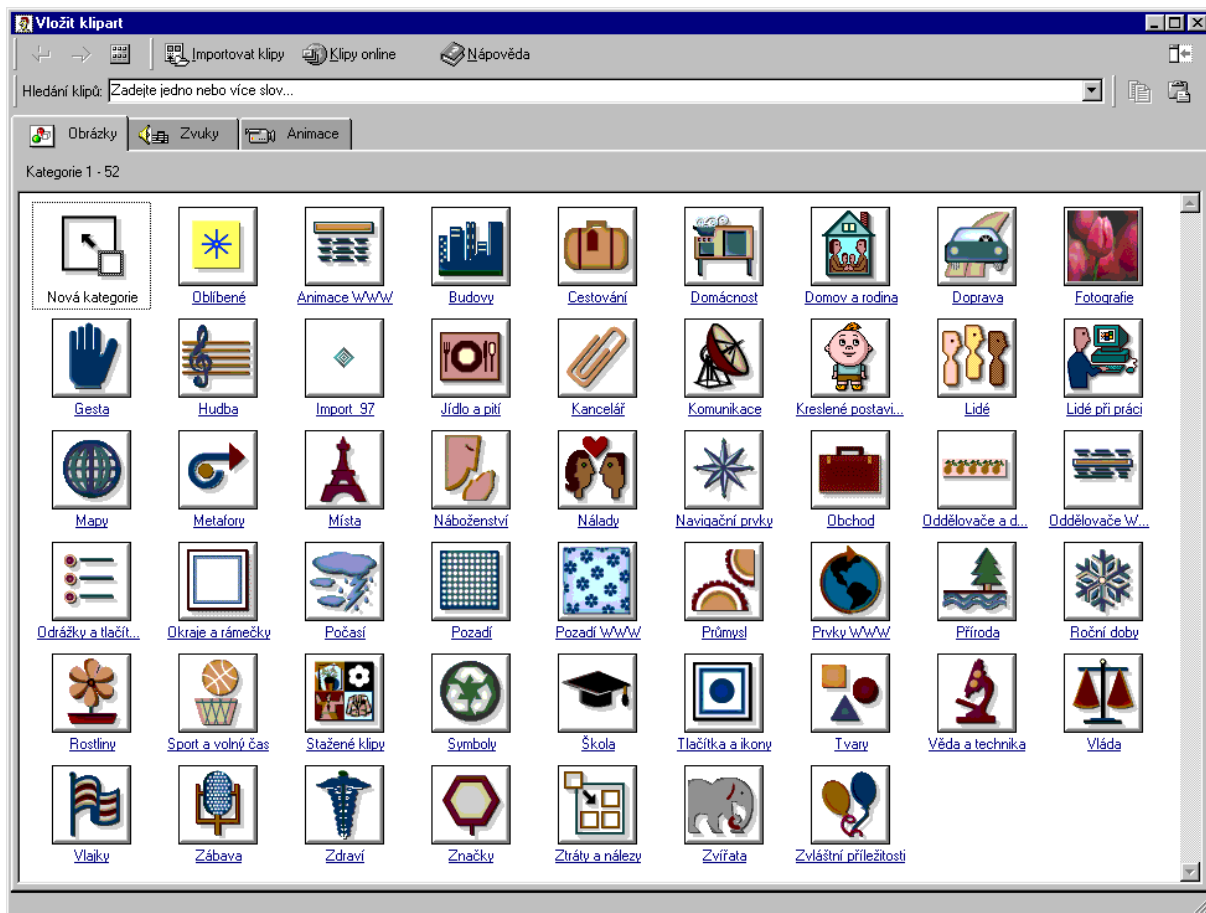 Vložit klipart
Importovat klipy Klipy online Nápověda
Hledání klipů: Zadejte jedno nebo více slov...
Obrázky Zvuky Animace
Kategorie 1 - 52
Nová kategorie Oblíbené Animace WWW Budovy Cestování Domácnost Domov a rodina Doprava Fotografie
Gesta Hudba Import 97 Jídlo a pití Kancelář Komunikace Kreslené postavi... Lidé Lidé při práci
Mapy Metafory Místa Náboženství Nálady Navigační prvky Obchod Oddělovače a d... Oddělovače W...
Odrážky a tlačít... Okraje a rámečky Počasí Pozadí Pozadí WWW Průmysl Prvky WWW Příroda Roční doby
Rostliny Sport a volný čas Stažené klipy Symboly Škola Tlačítka a ikony Tvary Věda a technika Vláda
Vlajky Zábava Zdraví Značky Ztráty a nálezy Zvířata Zvláštní příležitosti